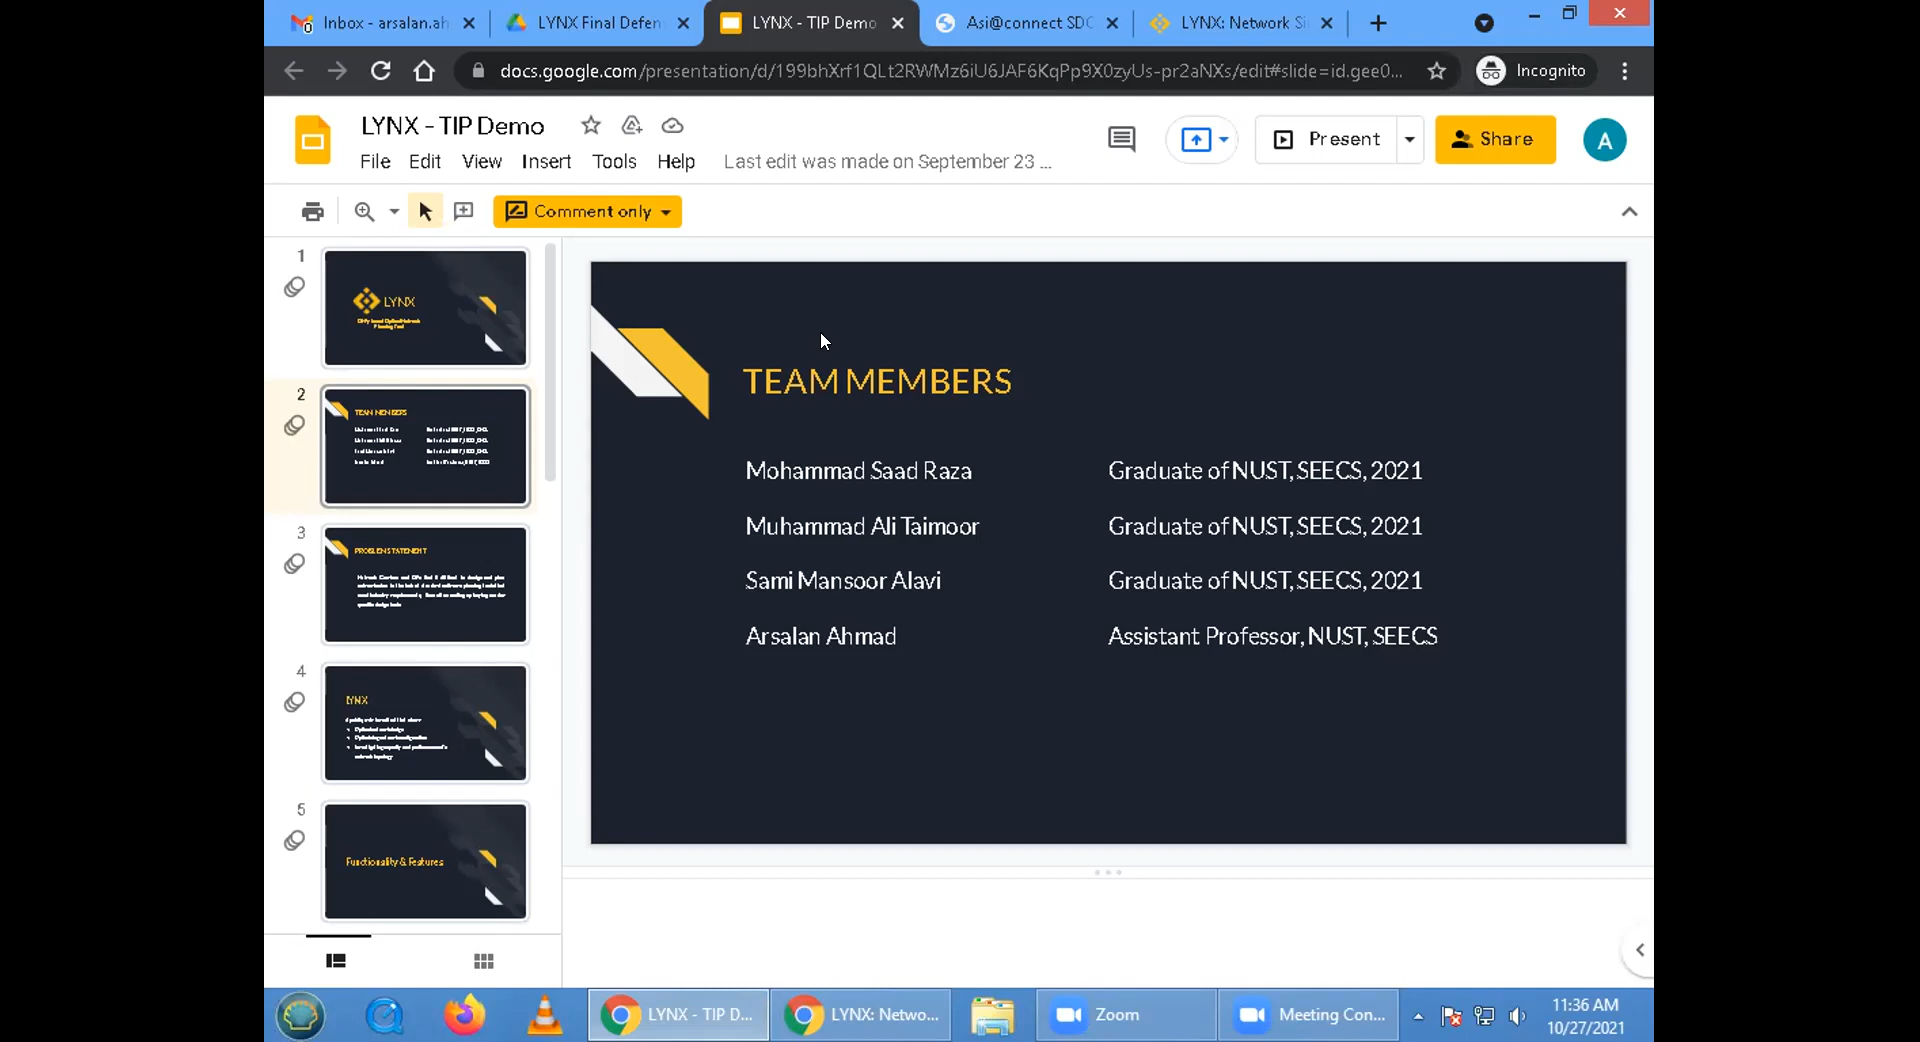 Inbox - arsalan.ah
LYNX Final Defen
LYNX - TIP Demo
Asi@connect SDC
LYNX: Network Si
docs.google.com/presentation/d/199bhXrf1QLt2RWMz6iU6JAF6KqPp9X0zyUs-pr2aNXs/edit#slide=id.gee0...
Incognito
LYNX - TIP Demo
File Edit View Insert Tools Help Last edit was made on September 23 ...
Present
Share
A
Comment only
1
LYNX
2
TEAM MEMBERS
3
PROBLEM STATEMENT
4
LYNX
5
Functionality & Features
TEAM MEMBERS
Mohammad Saad Raza Graduate of NUST, SEECS, 2021
Muhammad Ali Taimoor Graduate of NUST, SEECS, 2021
Sami Mansoor Alavi Graduate of NUST, SEECS, 2021
Arsalan Ahmad Assistant Professor, NUST, SEECS
LYNX - TIP D...
LYNX: Netwo...
Zoom
Meeting Con...
11:36 AM
10/27/2021